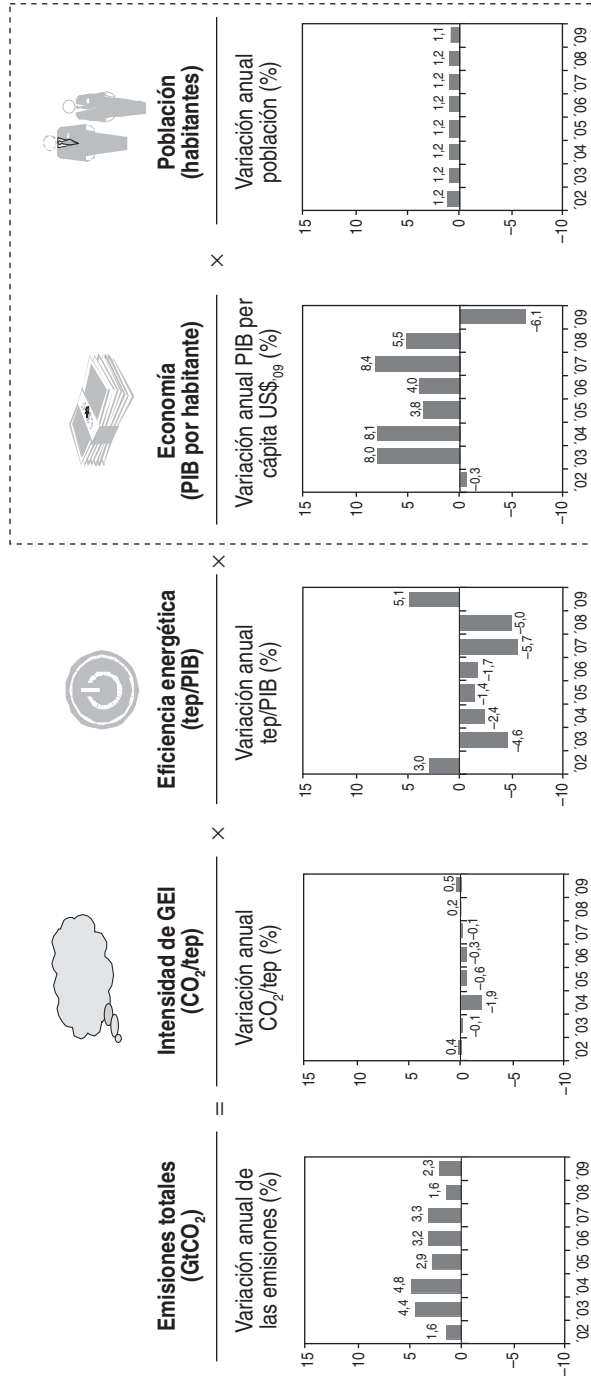 Emisiones totales
(GtCO₂)
Variación anual de
las emisiones (%)
15
10
5
0
–5
–10
1,6
4,4
4,8
2,9
3,2
3,3
1,6
2,3
'02 '03 '04 '05 '06 '07 '08 '09
=
Intensidad de GEI
(CO₂/tep)
Variación anual
CO₂/tep (%)
15
10
5
0
–5
–10
0,4
–0,1
–1,9
–0,6
–0,3
–0,1
0,2
0,5
'02 '03 '04 '05 '06 '07 '08 '09
×
Eficiencia energética
(tep/PIB)
Variación anual
tep/PIB (%)
15
10
5
0
–5
–10
3,0
–4,6
–2,4
–1,4
–1,7
–5,7
–5,0
5,1
'02 '03 '04 '05 '06 '07 '08 '09
×
Economía
(PIB por habitante)
Variación anual PIB per
cápita US$'09 (%)
15
10
5
0
–5
–10
–0,3
8,0
8,1
3,8
4,0
8,4
5,5
–6,1
'02 '03 '04 '05 '06 '07 '08 '09
×
Población
(habitantes)
Variación anual
población (%)
15
10
5
0
–5
–10
1,2
1,2
1,2
1,2
1,2
1,2
1,2
1,1
'02 '03 '04 '05 '06 '07 '08 '09